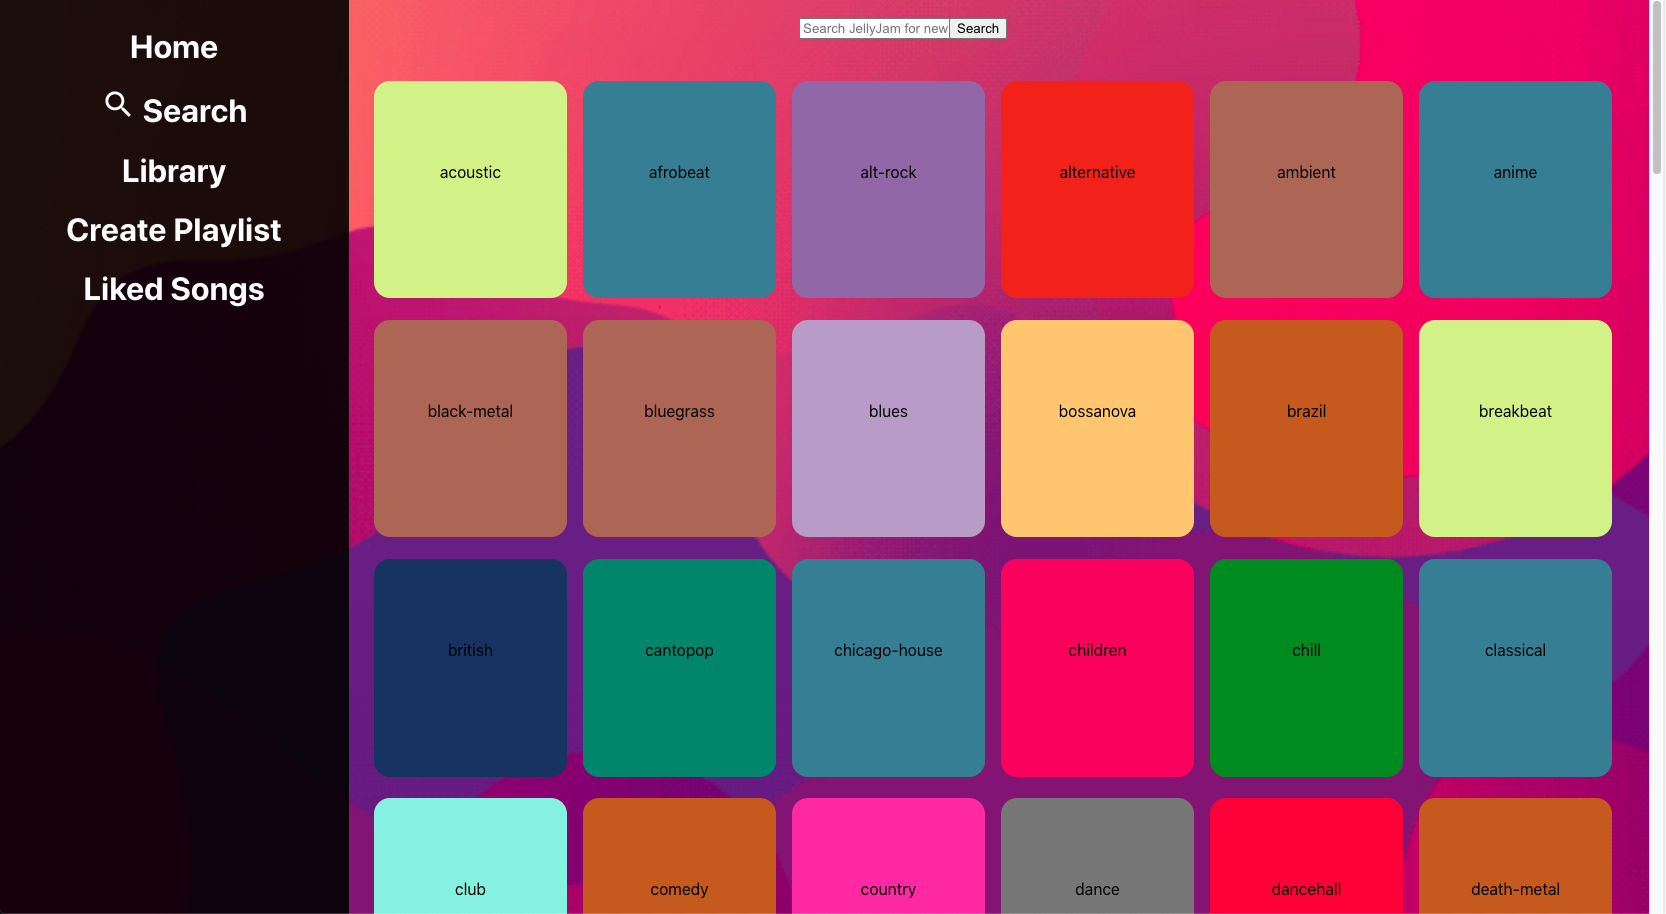 Home
Search
Library
Create Playlist
Liked Songs
Search JellyJam for new
Search
acoustic
afrobeat
alt-rock
alternative
ambient
anime
black-metal
bluegrass
blues
bossanova
brazil
breakbeat
british
cantopop
chicago-house
children
chill
classical
club
comedy
country
dance
dancehall
death-metal